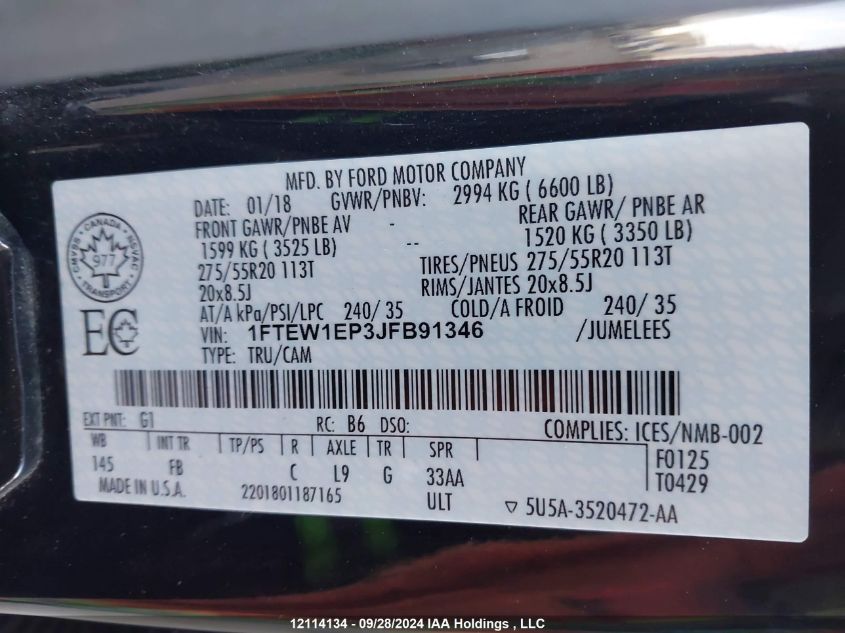 MFD. BY FORD MOTOR COMPANY
DATE: 01/18 GVWR/PNBV: 2994 KG ( 6600 LB)
FRONT GAWR/PNBE AV - REAR GAWR/ PNBE AR
1599 KG ( 3525 LB) -- 1520 KG ( 3350 LB)
275/55R20 113T TIRES/PNEUS 275/55R20 113T
20x8.5J RIMS/JANTES 20x8.5J
AT/A kPa/PSI/LPC 240/ 35 COLD/A FROID 240/ 35
VIN: 1FTEW1EP3JFB91346 /JUMELEES
TYPE: TRU/CAM
CANADA
CMVSS NSVAC
977
EC
EXT PNT: G1 RC: B6 DSO: COMPLIES: ICES/NMB-002
WB INT TR TP/PS R AXLE TR SPR F0125
145 FB C L9 G 33AA T0429
MADE IN U.S.A. 2201801187165 ULT ▽ 5U5A-3520472-AA
12114134 - 09/28/2024 IAA Holdings , LLC